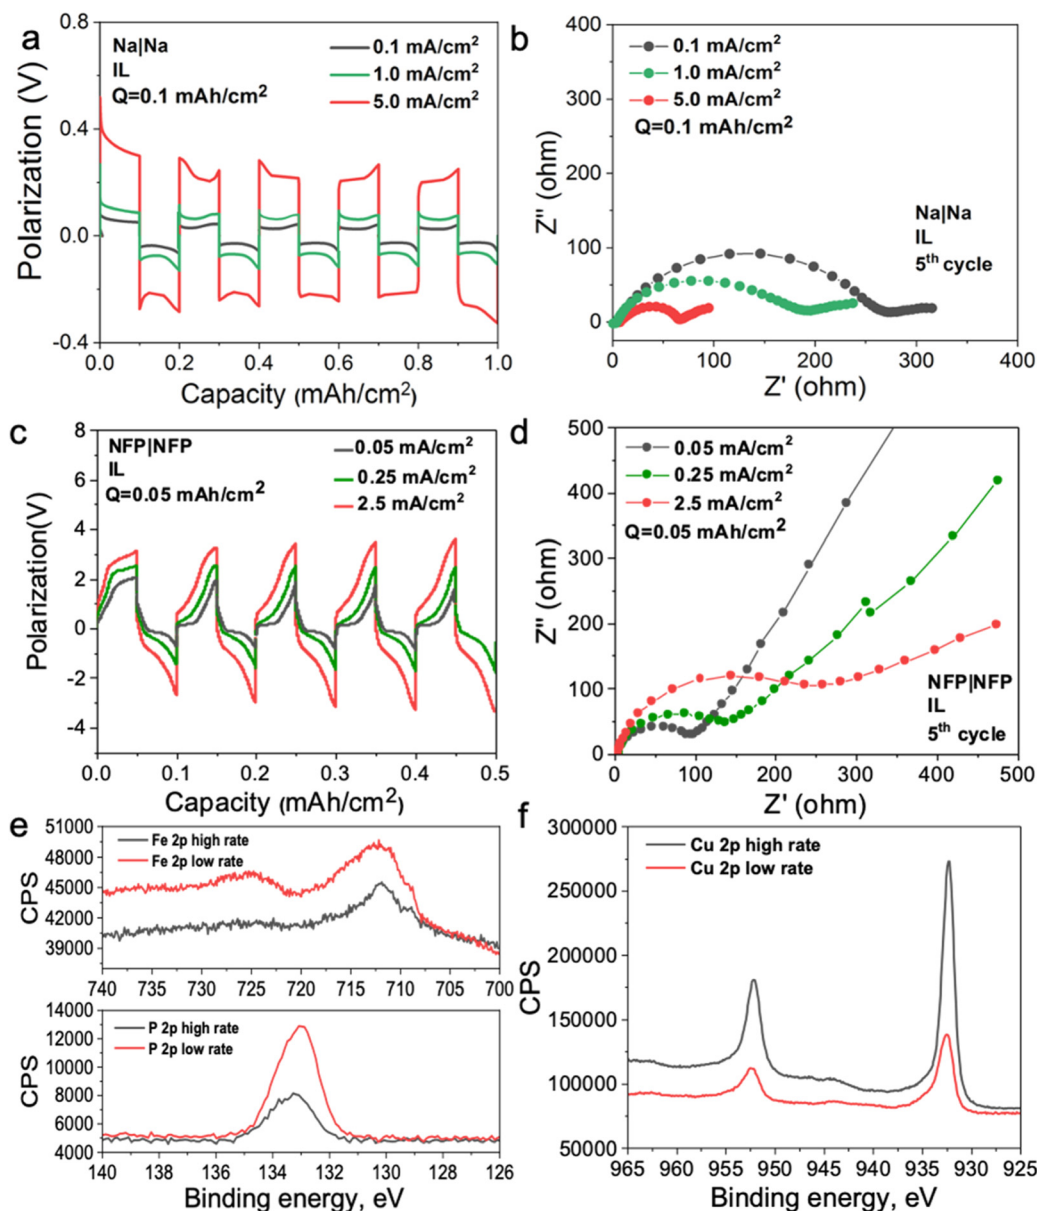 a
Na|Na
IL
Q=0.1 mAh/cm²
0.1 mA/cm²
1.0 mA/cm²
5.0 mA/cm²
Polarization (V)
0.8
0.4
0.0
-0.4
0.0 0.2 0.4 0.6 0.8 1.0
Capacity (mAh/cm²)
b
0.1 mA/cm²
1.0 mA/cm²
5.0 mA/cm²
Q=0.1 mAh/cm²
Na|Na
IL
5th cycle
Z" (ohm)
400
300
200
100
0
0 100 200 300 400
Z' (ohm)
c
NFP|NFP
IL
Q=0.05 mAh/cm²
0.05 mA/cm²
0.25 mA/cm²
2.5 mA/cm²
Polarization(V)
8
6
4
2
0
-2
-4
0.0 0.1 0.2 0.3 0.4 0.5
Capacity (mAh/cm²)
d
0.05 mA/cm²
0.25 mA/cm²
2.5 mA/cm²
Q=0.05 mAh/cm²
NFP|NFP
IL
5th cycle
Z" (ohm)
500
400
300
200
100
0
0 100 200 300 400 500
Z' (ohm)
e
Fe 2p high rate
Fe 2p low rate
CPS
51000
48000
45000
42000
39000
740 735 730 725 720 715 710 705 700
P 2p high rate
P 2p low rate
CPS
14000
12000
10000
8000
6000
4000
140 138 136 134 132 130 128 126
Binding energy, eV
f
Cu 2p high rate
Cu 2p low rate
CPS
300000
250000
200000
150000
100000
50000
965 960 955 950 945 940 935 930 925
Binding energy, eV